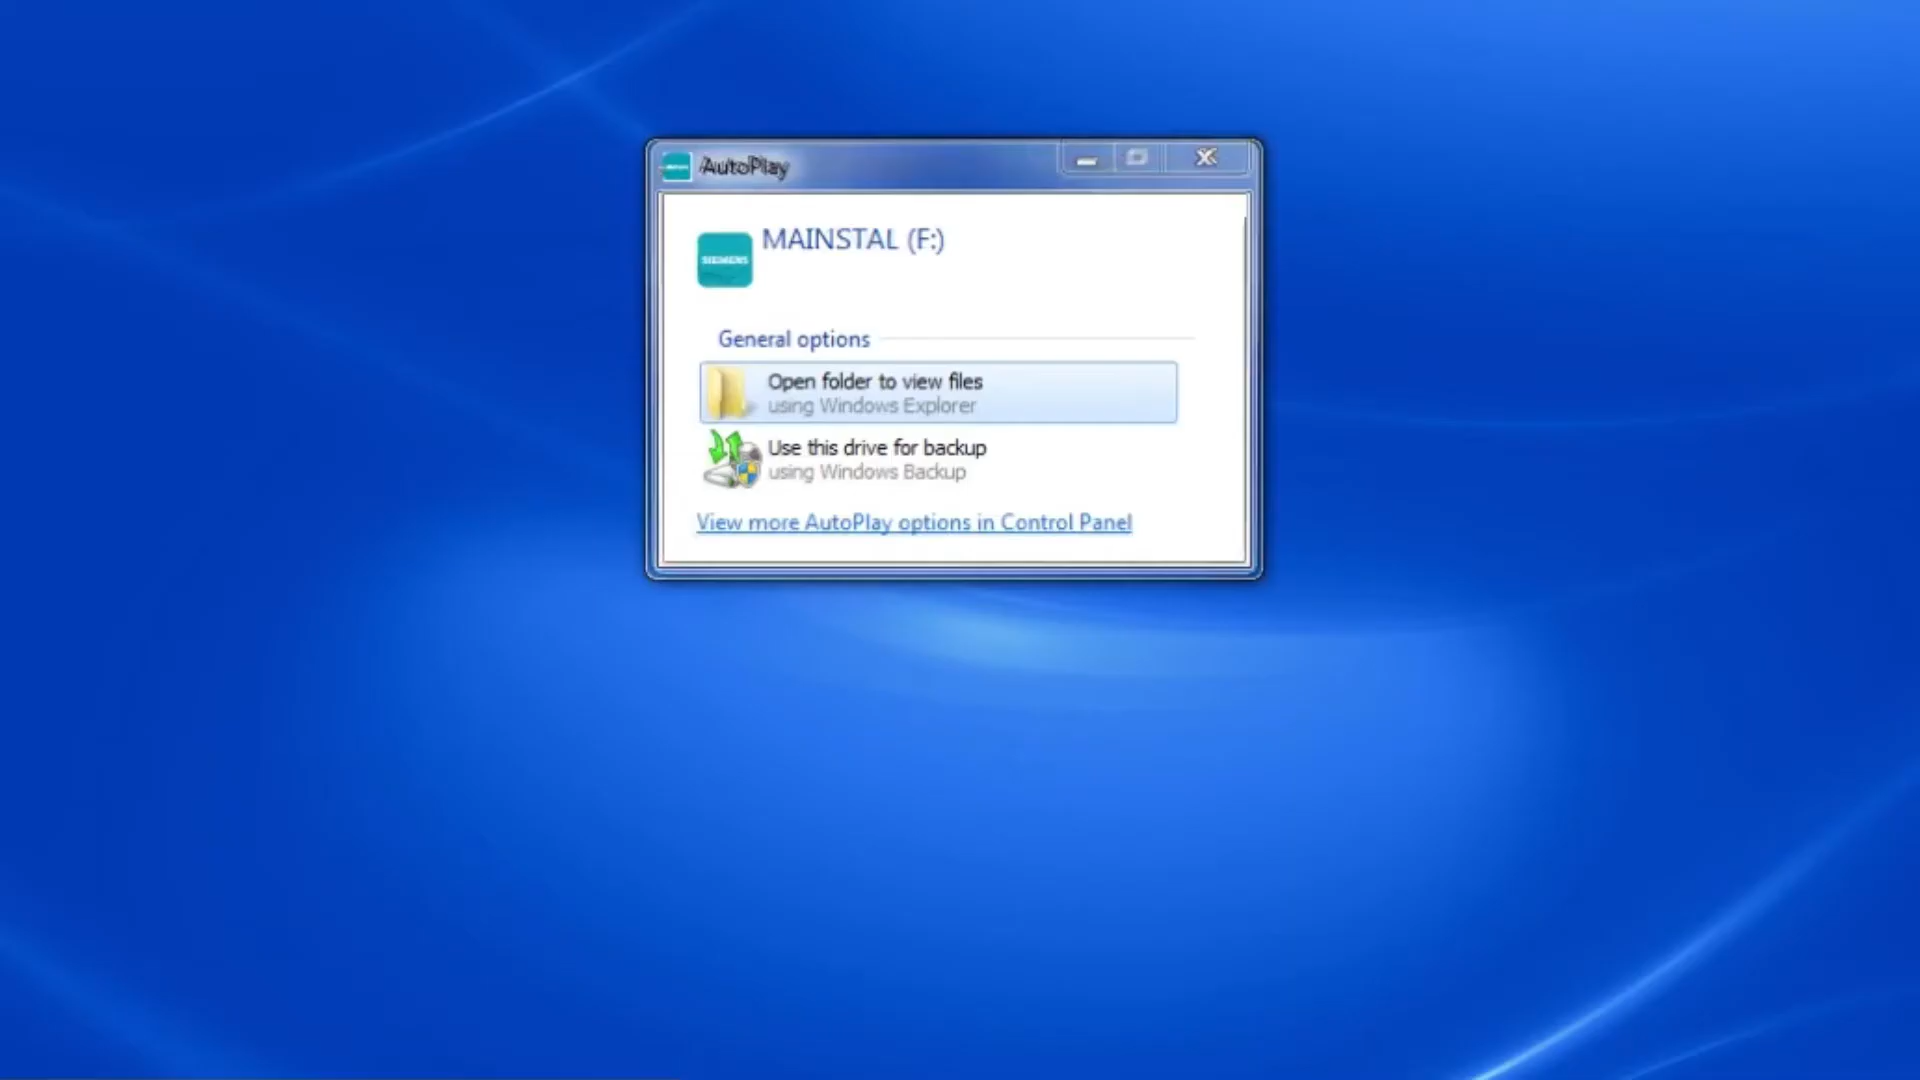 AutoPlay
MAINSTAL (F:)
SIEMENS
General options
Open folder to view files
using Windows Explorer
Use this drive for backup
using Windows Backup
View more AutoPlay options in Control Panel